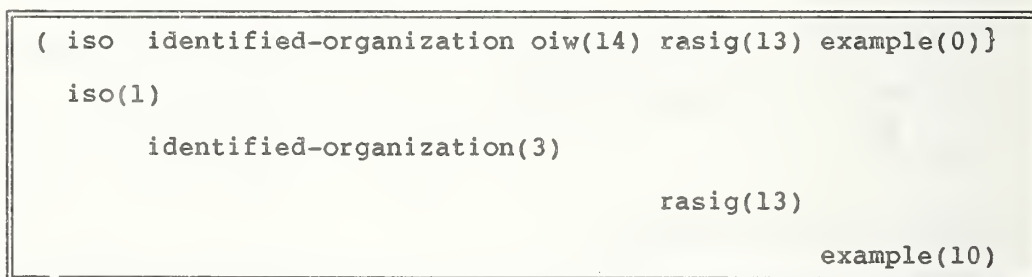 ( iso identified-organization oiw(14) rasig(13) example(0)}
iso(1)
identified-organization(3)
rasig(13)
example(10)